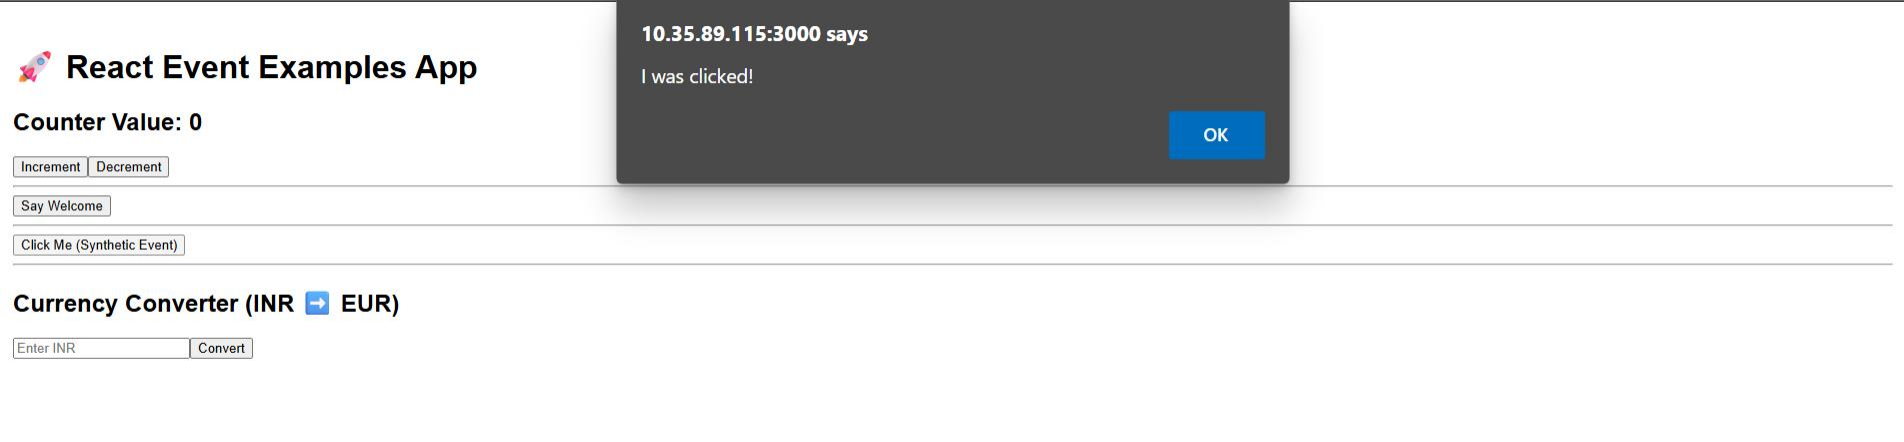 10.35.89.115:3000 says
I was clicked!
OK
🚀 React Event Examples App
Counter Value: 0
Increment Decrement
Say Welcome
Click Me (Synthetic Event)
Currency Converter (INR ➡️ EUR)
Enter INR Convert